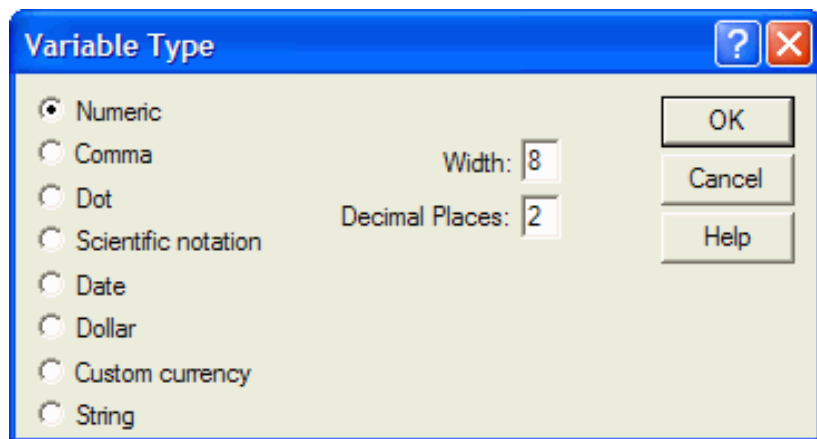 Variable Type
?
Numeric
Comma
Dot
Scientific notation
Date
Dollar
Custom currency
String
Width: 8
Decimal Places: 2
OK
Cancel
Help